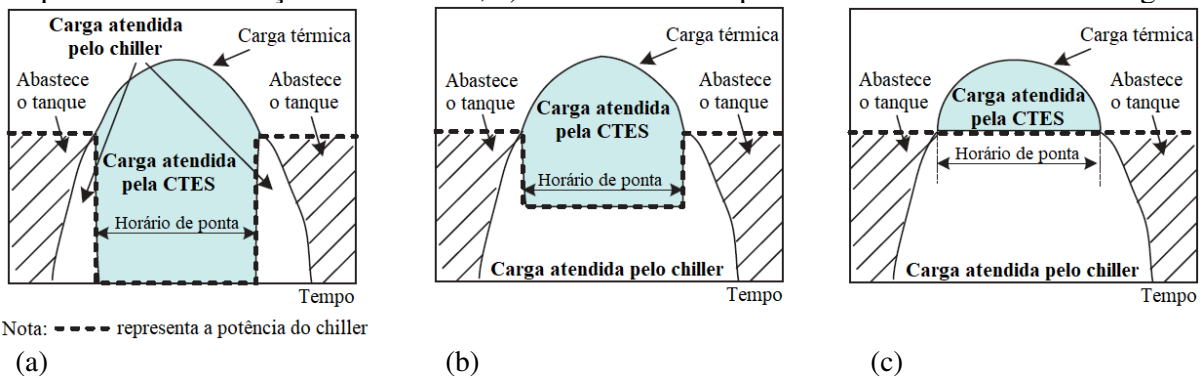 Carga atendida
pelo chiller
Carga térmica
Abastece
o tanque
Abastece
o tanque
Carga atendida
pela CTES
Horário de ponta
Tempo
Nota: representa a potência do chiller
(a)
Carga térmica
Abastece
o tanque
Abastece
o tanque
Carga atendida
pela CTES
Horário de ponta
Carga atendida pelo chiller
Tempo
(b)
Carga térmica
Abastece
o tanque
Abastece
o tanque
Carga atendida
pela CTES
Horário de ponta
Carga atendida pelo chiller
Tempo
(c)